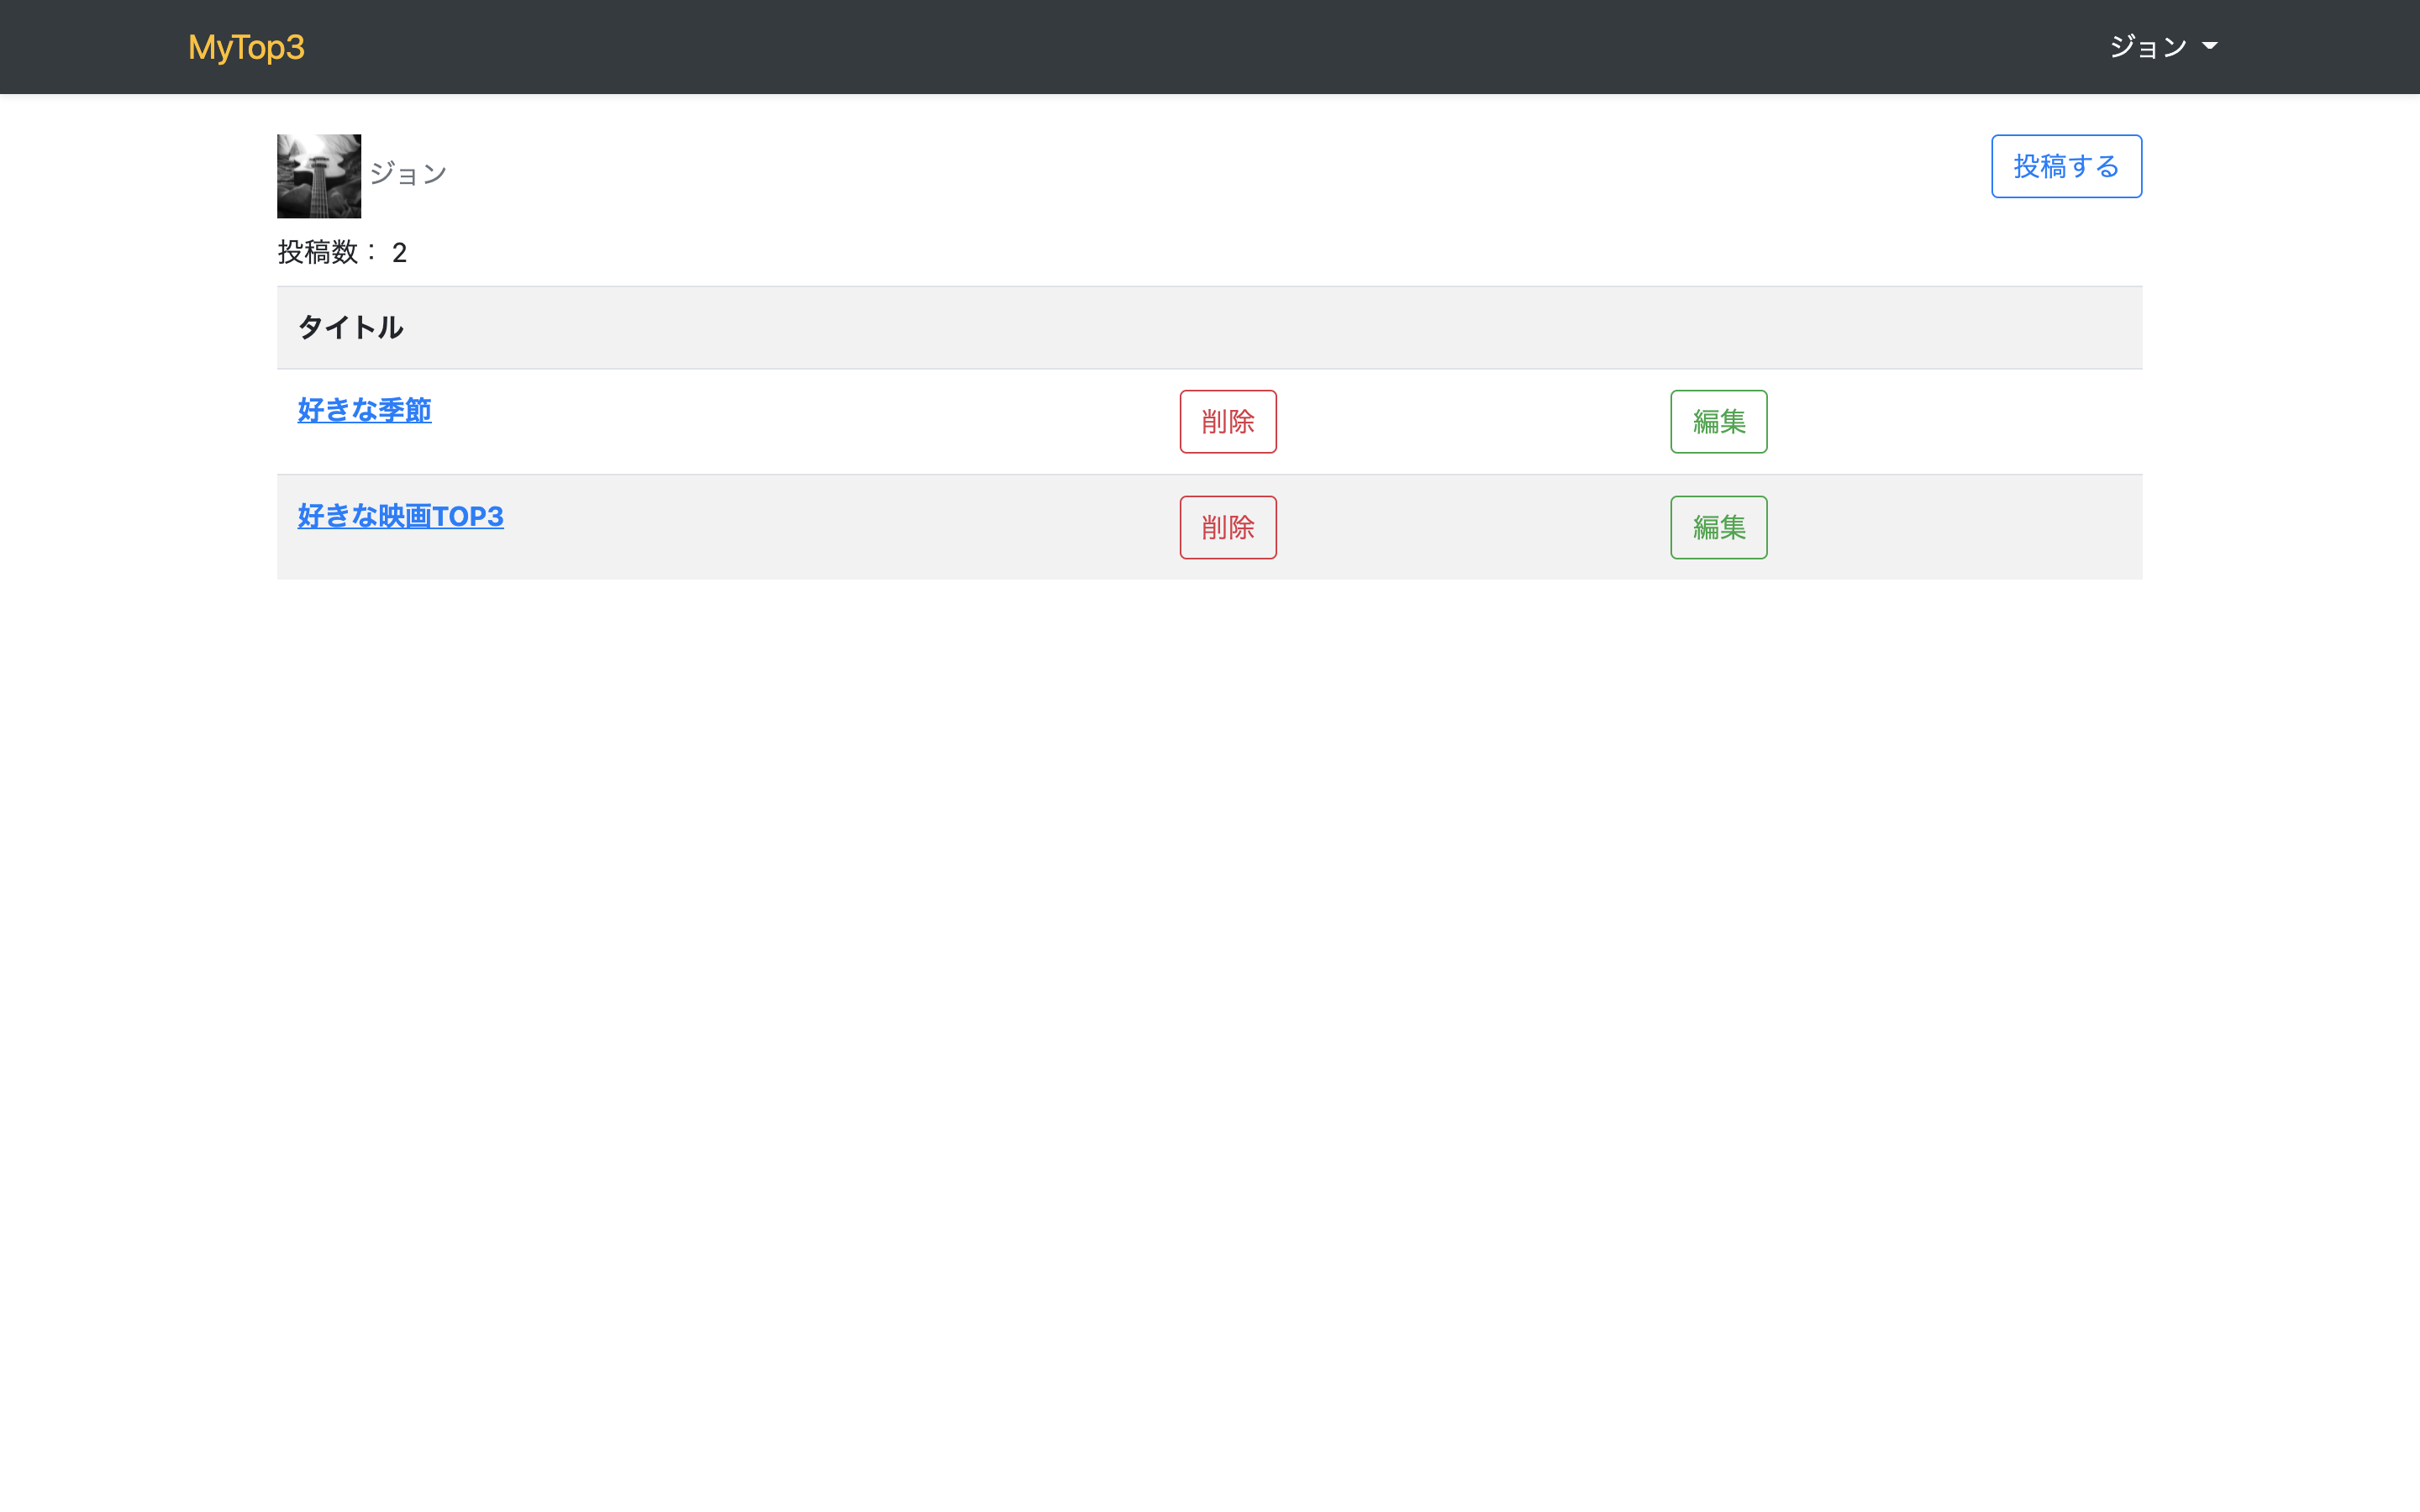 MyTop3
ジョン
ジョン
投稿する
投稿数： 2
タイトル
好きな季節 削除 編集
好きな映画TOP3 削除 編集